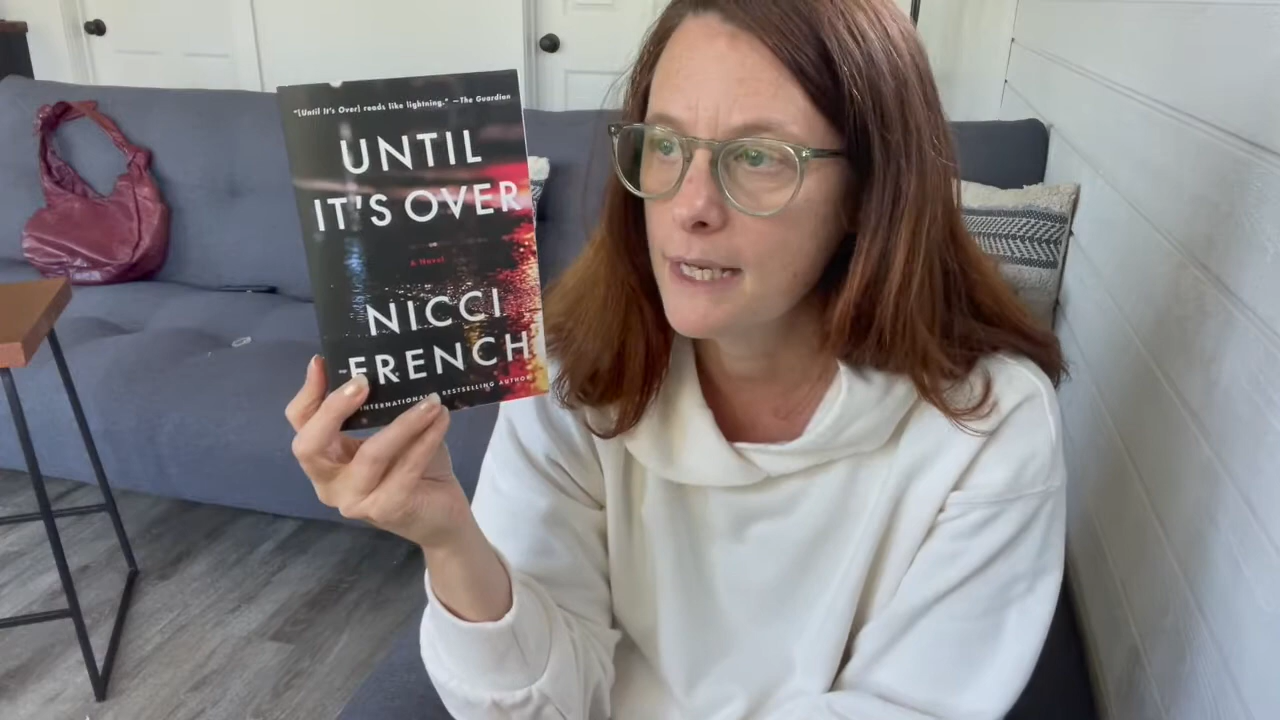 "[Until It's Over] reads like lightning." —The Guardian
UNTIL
IT'S OVER
A Novel
NICCI
FRENCH
INTERNATIONAL BESTSELLING AUTHOR